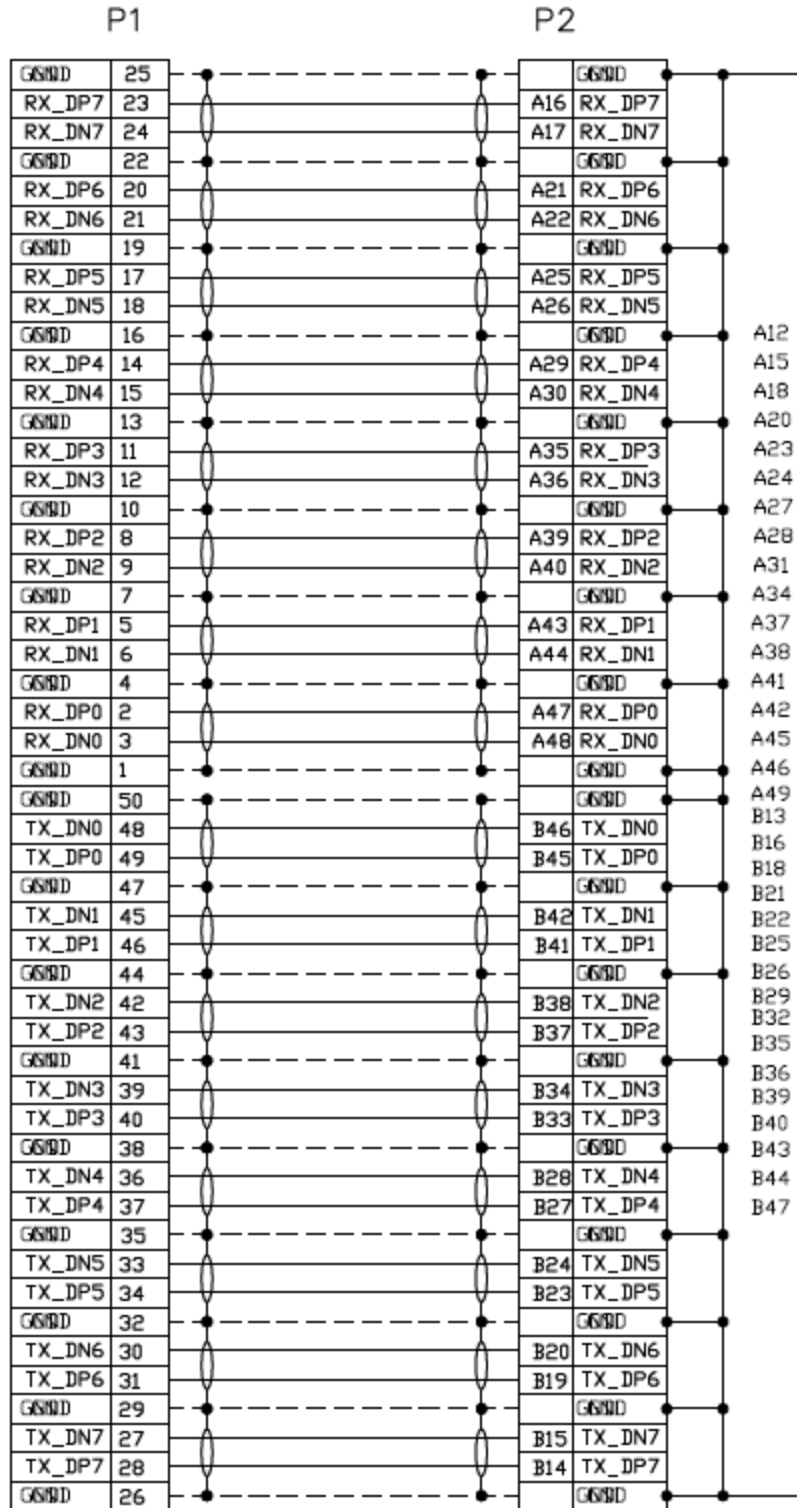 P1 P2
GND 25 GND
RX_DP7 23 A16 RX_DP7
RX_DN7 24 A17 RX_DN7
GND 22 GND
RX_DP6 20 A21 RX_DP6
RX_DN6 21 A22 RX_DN6
GND 19 GND
RX_DP5 17 A25 RX_DP5
RX_DN5 18 A26 RX_DN5
GND 16 GND A12
RX_DP4 14 A29 RX_DP4 A15
RX_DN4 15 A30 RX_DN4 A18
GND 13 GND A20
RX_DP3 11 A35 RX_DP3 A23
RX_DN3 12 A36 RX_DN3 A24
GND 10 GND A27
RX_DP2 8 A39 RX_DP2 A28
RX_DN2 9 A40 RX_DN2 A31
GND 7 GND A34
RX_DP1 5 A43 RX_DP1 A37
RX_DN1 6 A44 RX_DN1 A38
GND 4 GND A41
RX_DP0 2 A47 RX_DP0 A42
RX_DN0 3 A48 RX_DN0 A45
GND 1 GND A46
GND 50 GND A49
B13
TX_DN0 48 B46 TX_DN0 B16
TX_DP0 49 B45 TX_DP0 B18
GND 47 GND B21
TX_DN1 45 B42 TX_DN1 B22
TX_DP1 46 B41 TX_DP1 B25
GND 44 GND B26
TX_DN2 42 B38 TX_DN2 B29
B32
TX_DP2 43 B37 TX_DP2 B35
GND 41 GND B36
TX_DN3 39 B34 TX_DN3 B39
TX_DP3 40 B33 TX_DP3 B40
GND 38 GND B43
TX_DN4 36 B28 TX_DN4 B44
TX_DP4 37 B27 TX_DP4 B47
GND 35 GND
TX_DN5 33 B24 TX_DN5
TX_DP5 34 B23 TX_DP5
GND 32 GND
TX_DN6 30 B20 TX_DN6
TX_DP6 31 B19 TX_DP6
GND 29 GND
TX_DN7 27 B15 TX_DN7
TX_DP7 28 B14 TX_DP7
GND 26 GND